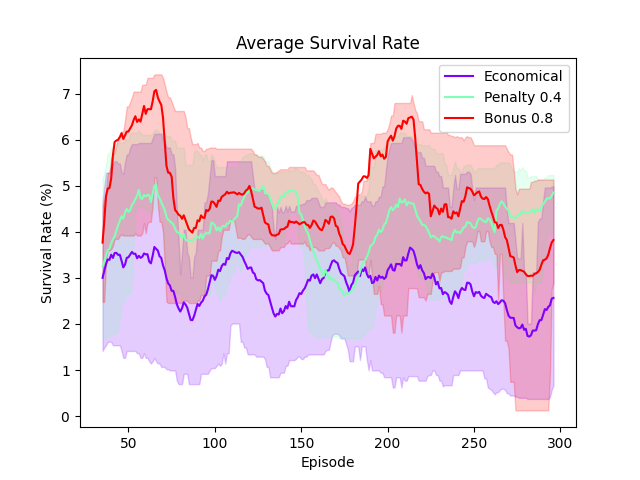 Average Survival Rate
Economical
Penalty 0.4
Bonus 0.8
Survival Rate (%)
7
6
5
4
3
2
1
0
50 100 150 200 250 300
Episode